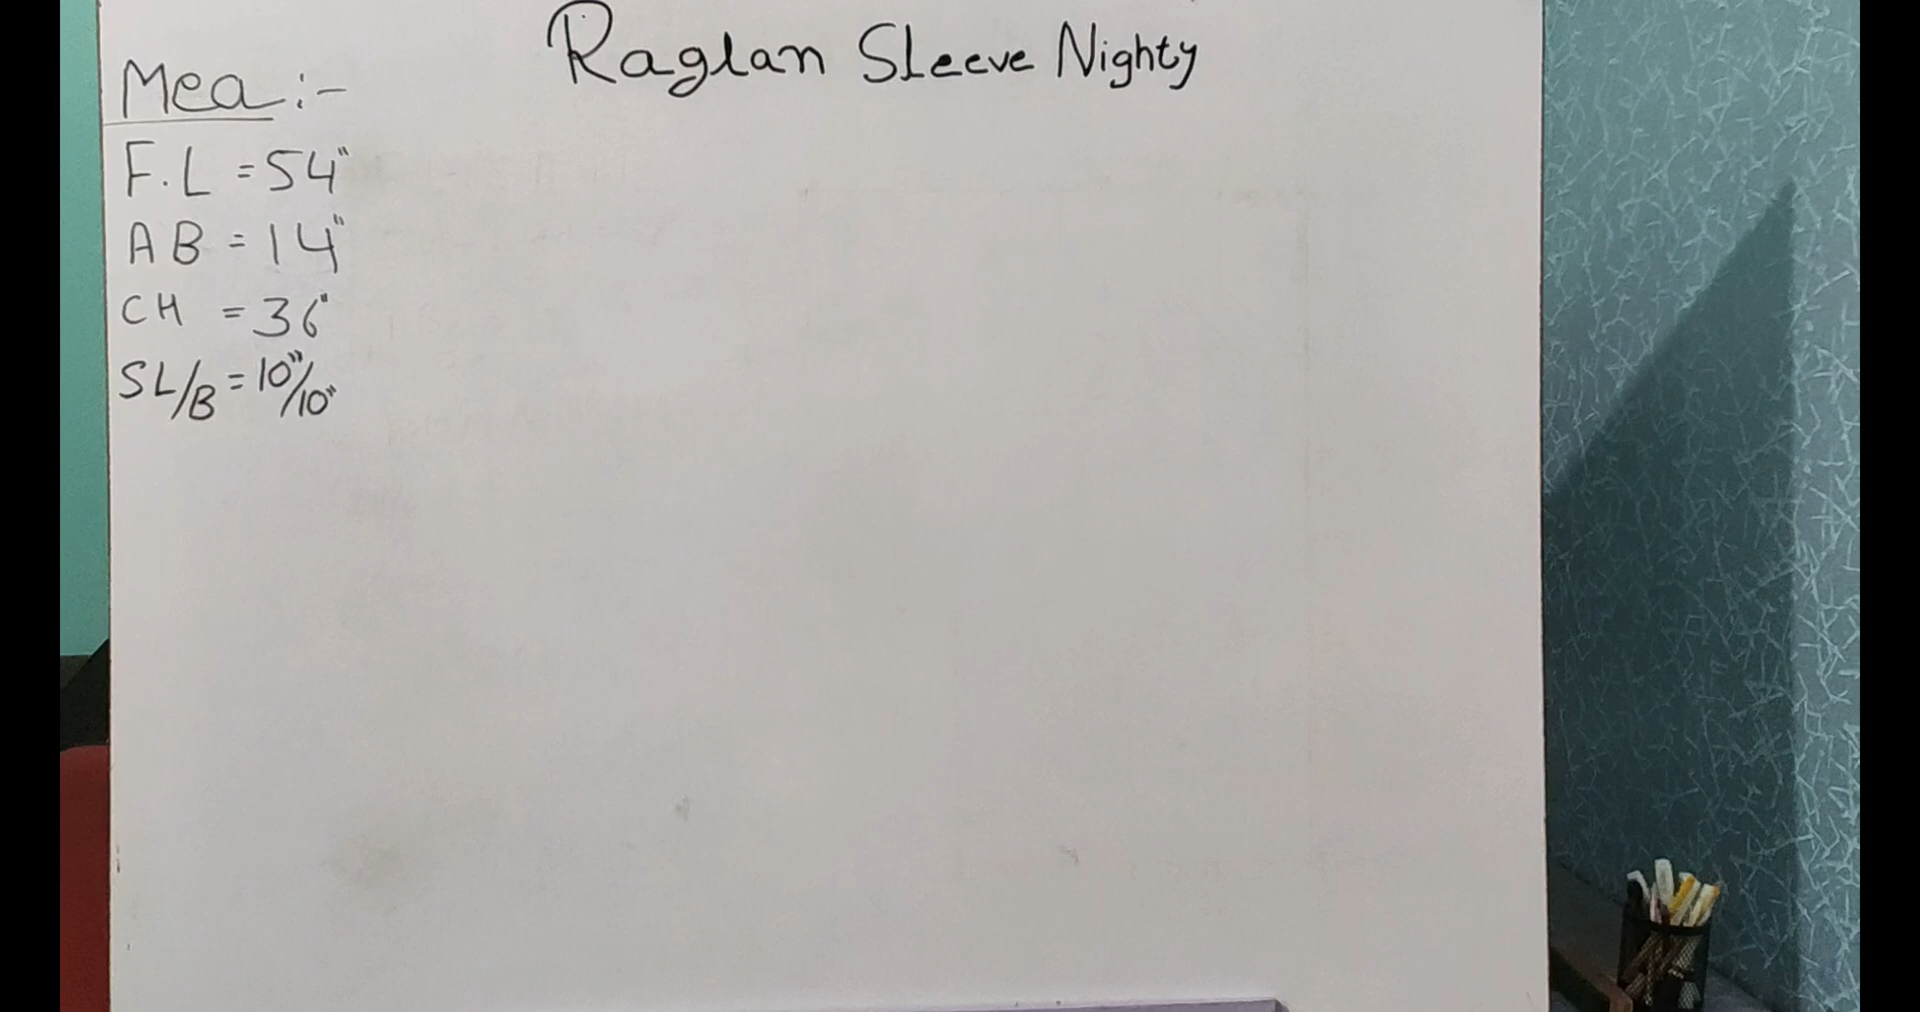 Raglan Sleeve Nighty
Mea :-
F.L = 54"
AB = 14"
CH = 36"
SL/B = 10"/10"